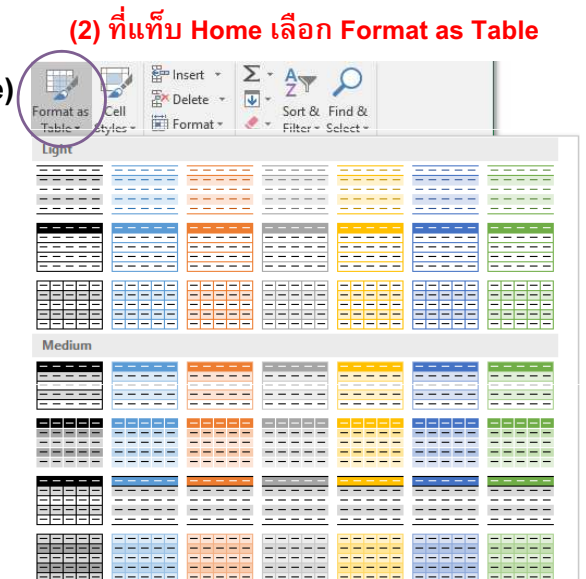 (2) ที่แท็บ Home เลือก Format as Table
e)
Format as
Table
Cell
Styles
Insert
Delete
Format
Sort &
Filter
Find &
Select
Light
Medium